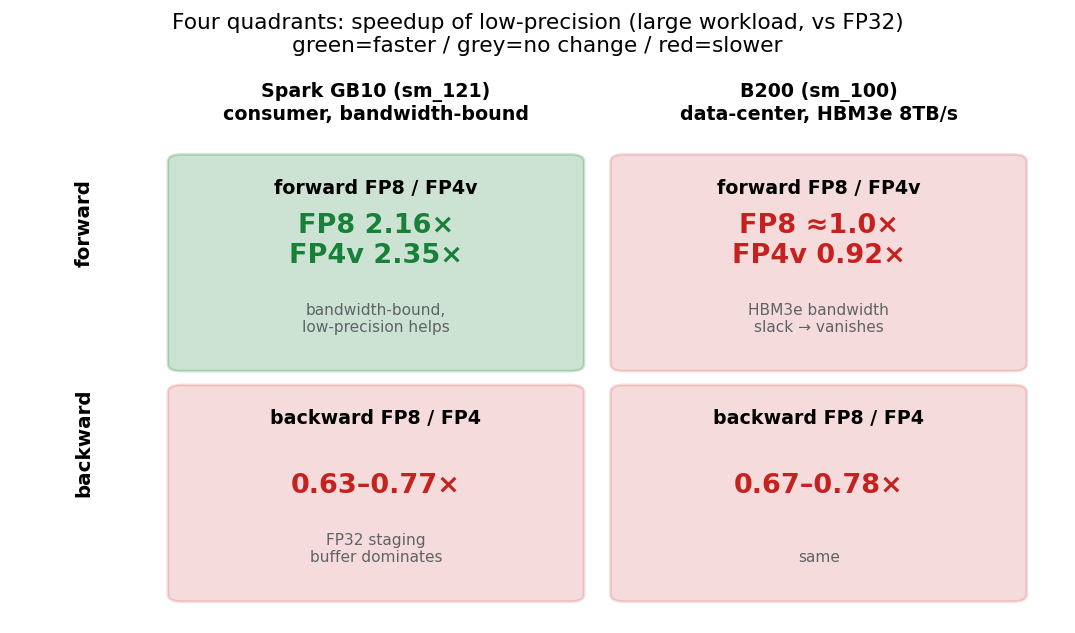 Four quadrants: speedup of low-precision (large workload, vs FP32)
green=faster / grey=no change / red=slower
Spark GB10 (sm_121)
consumer, bandwidth-bound
B200 (sm_100)
data-center, HBM3e 8TB/s
forward
forward FP8 / FP4v
FP8 2.16×
FP4v 2.35×
bandwidth-bound,
low-precision helps
forward FP8 / FP4v
FP8 ≈1.0×
FP4v 0.92×
HBM3e bandwidth
slack → vanishes
backward
backward FP8 / FP4
0.63–0.77×
FP32 staging
buffer dominates
backward FP8 / FP4
0.67–0.78×
same